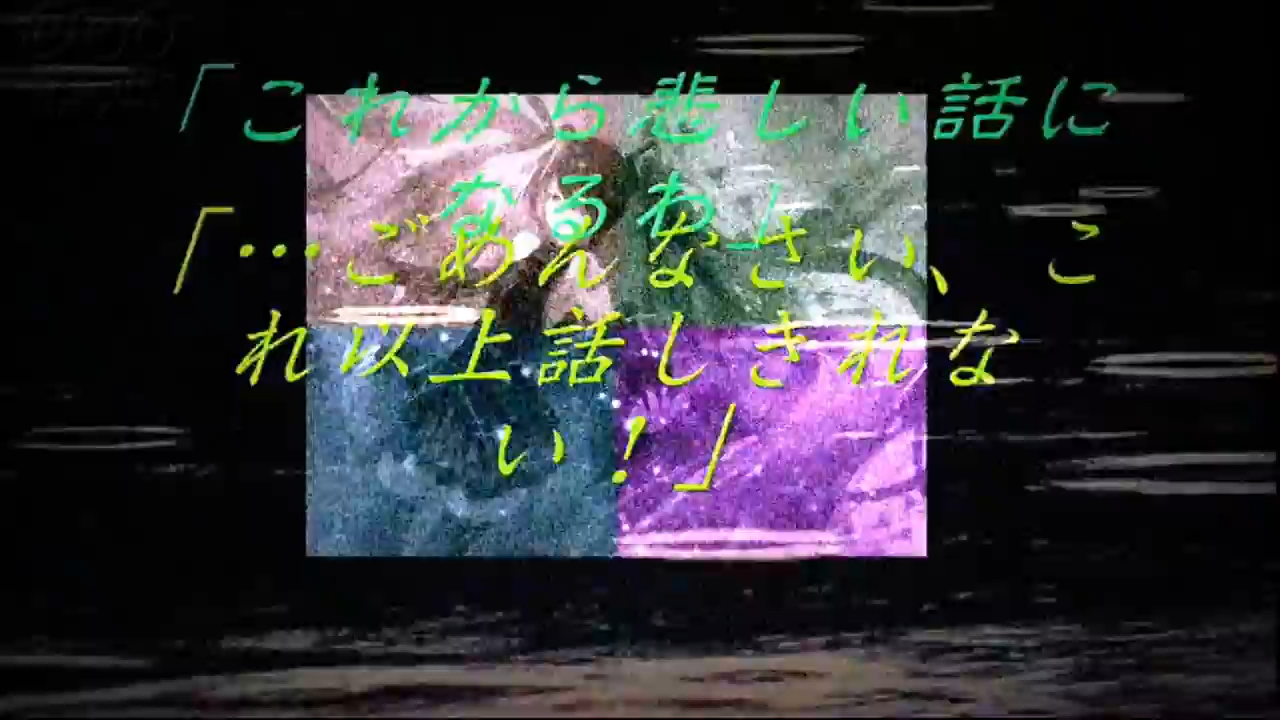 「これから悲しい話に
なるわ」
「…ごめんなさい、こ
れ以上話しきれな
い！」